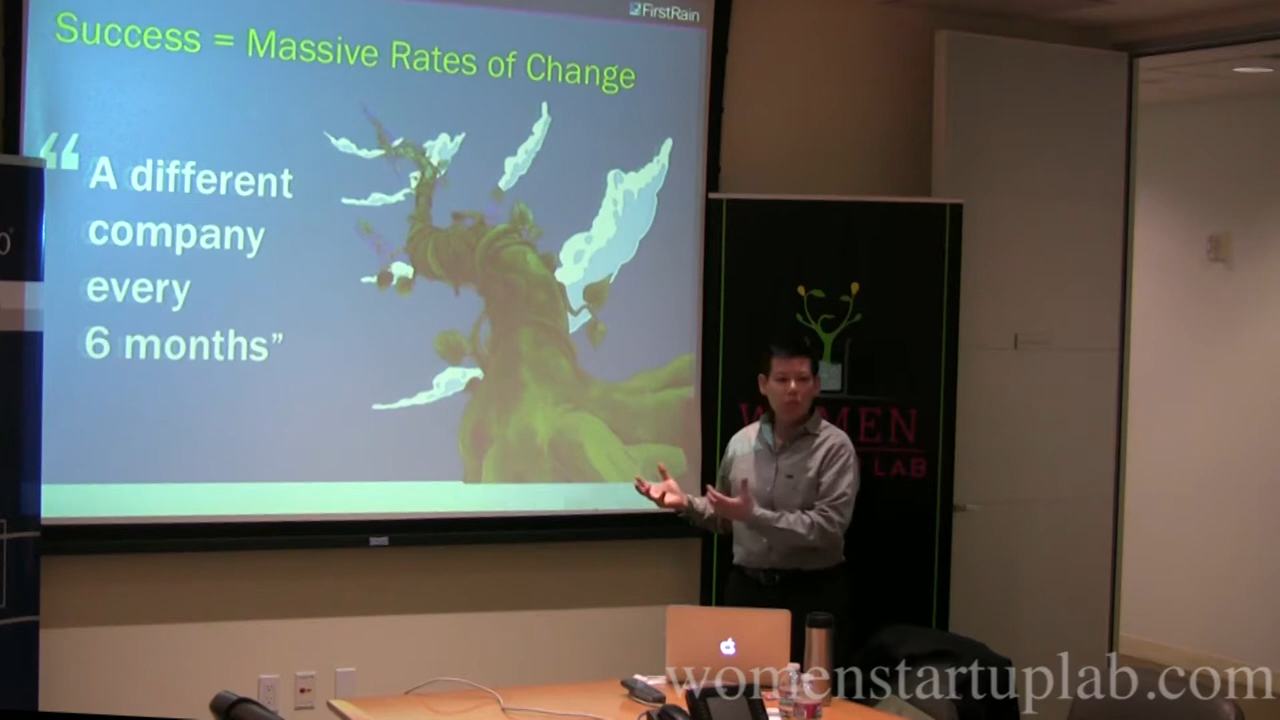 FirstRain
Success = Massive Rates of Change
“ A different
company
every
6 months”
WOMEN
LAB
womenstartuplab.com